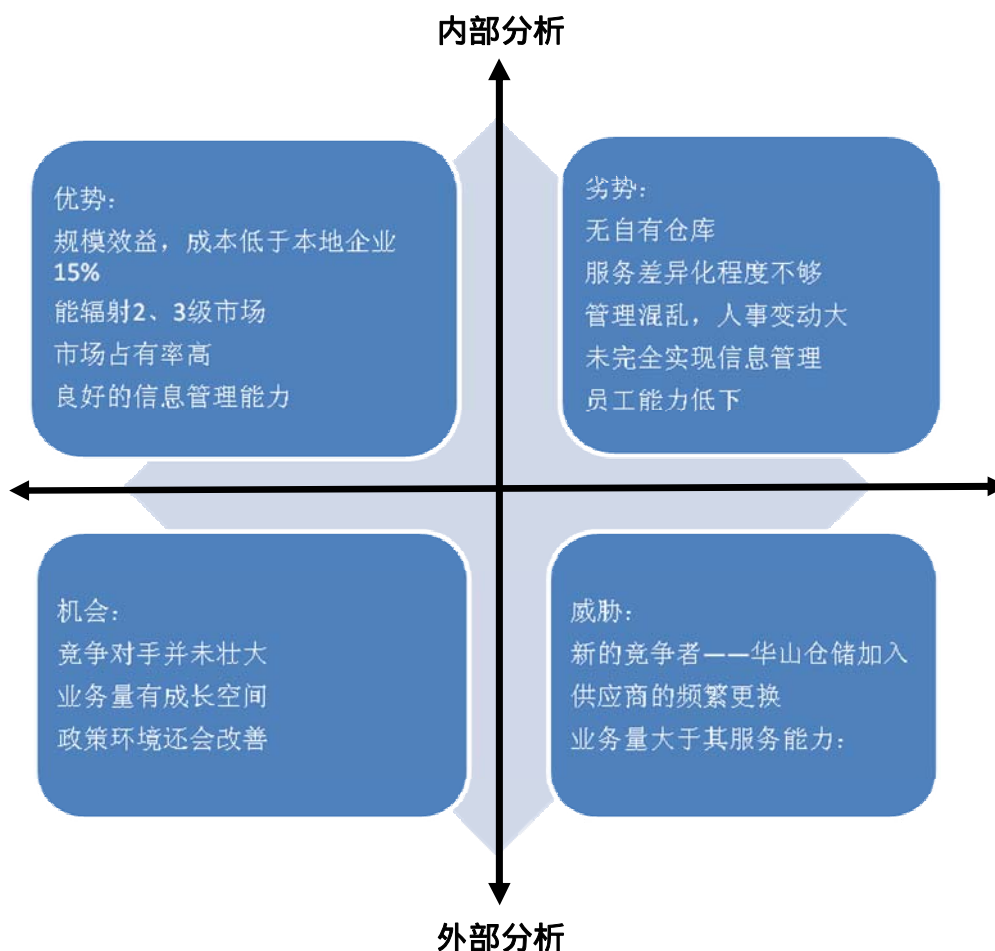 内部分析
优势：
规模效益，成本低于本地企业
15%
能辐射2、3级市场
市场占有率高
良好的信息管理能力
劣势：
无自有仓库
服务差异化程度不够
管理混乱，人事变动大
未完全实现信息管理
员工能力低下
机会：
竞争对手并未壮大
业务量有成长空间
政策环境还会改善
威胁：
新的竞争者——华山仓储加入
供应商的频繁更换
业务量大于其服务能力：
外部分析